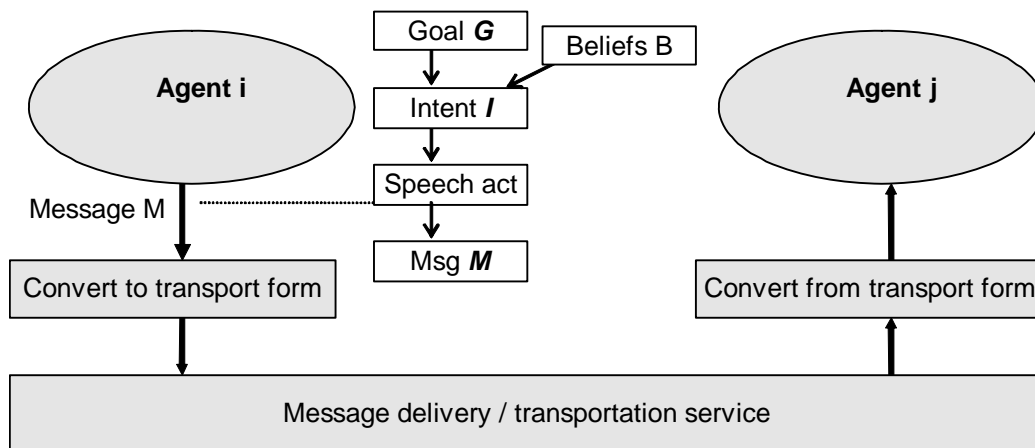 Goal G
Beliefs B
Agent i
Agent j
Intent I
Speech act
Message M
Msg M
Convert to transport form
Convert from transport form
Message delivery / transportation service